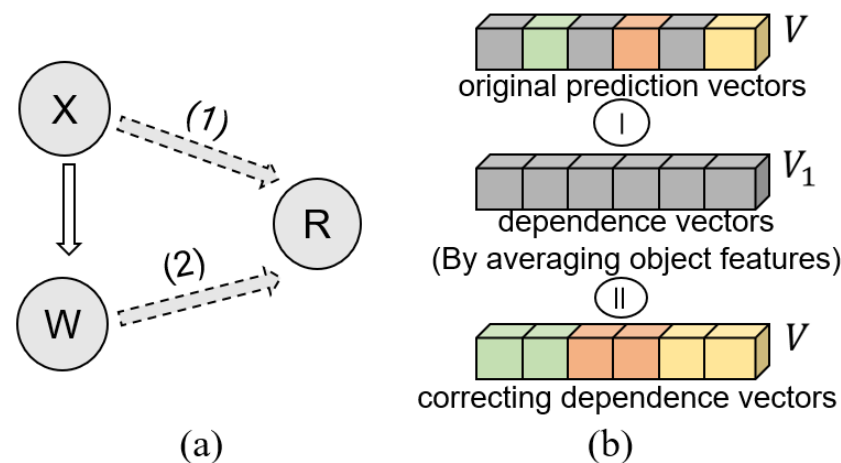 X
(1)
R
(2)
W
(a)
V
original prediction vectors
|
V₁
dependence vectors
(By averaging object features)
||
V
correcting dependence vectors
(b)